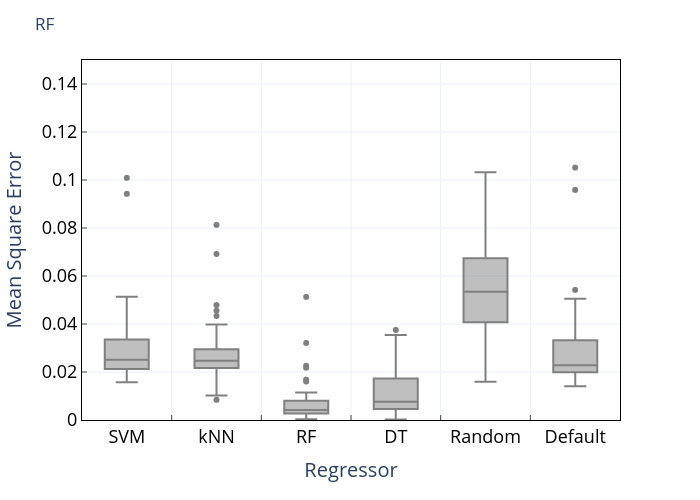 RF
Mean Square Error
0.14
0.12
0.1
0.08
0.06
0.04
0.02
0
SVM kNN RF DT Random Default
Regressor